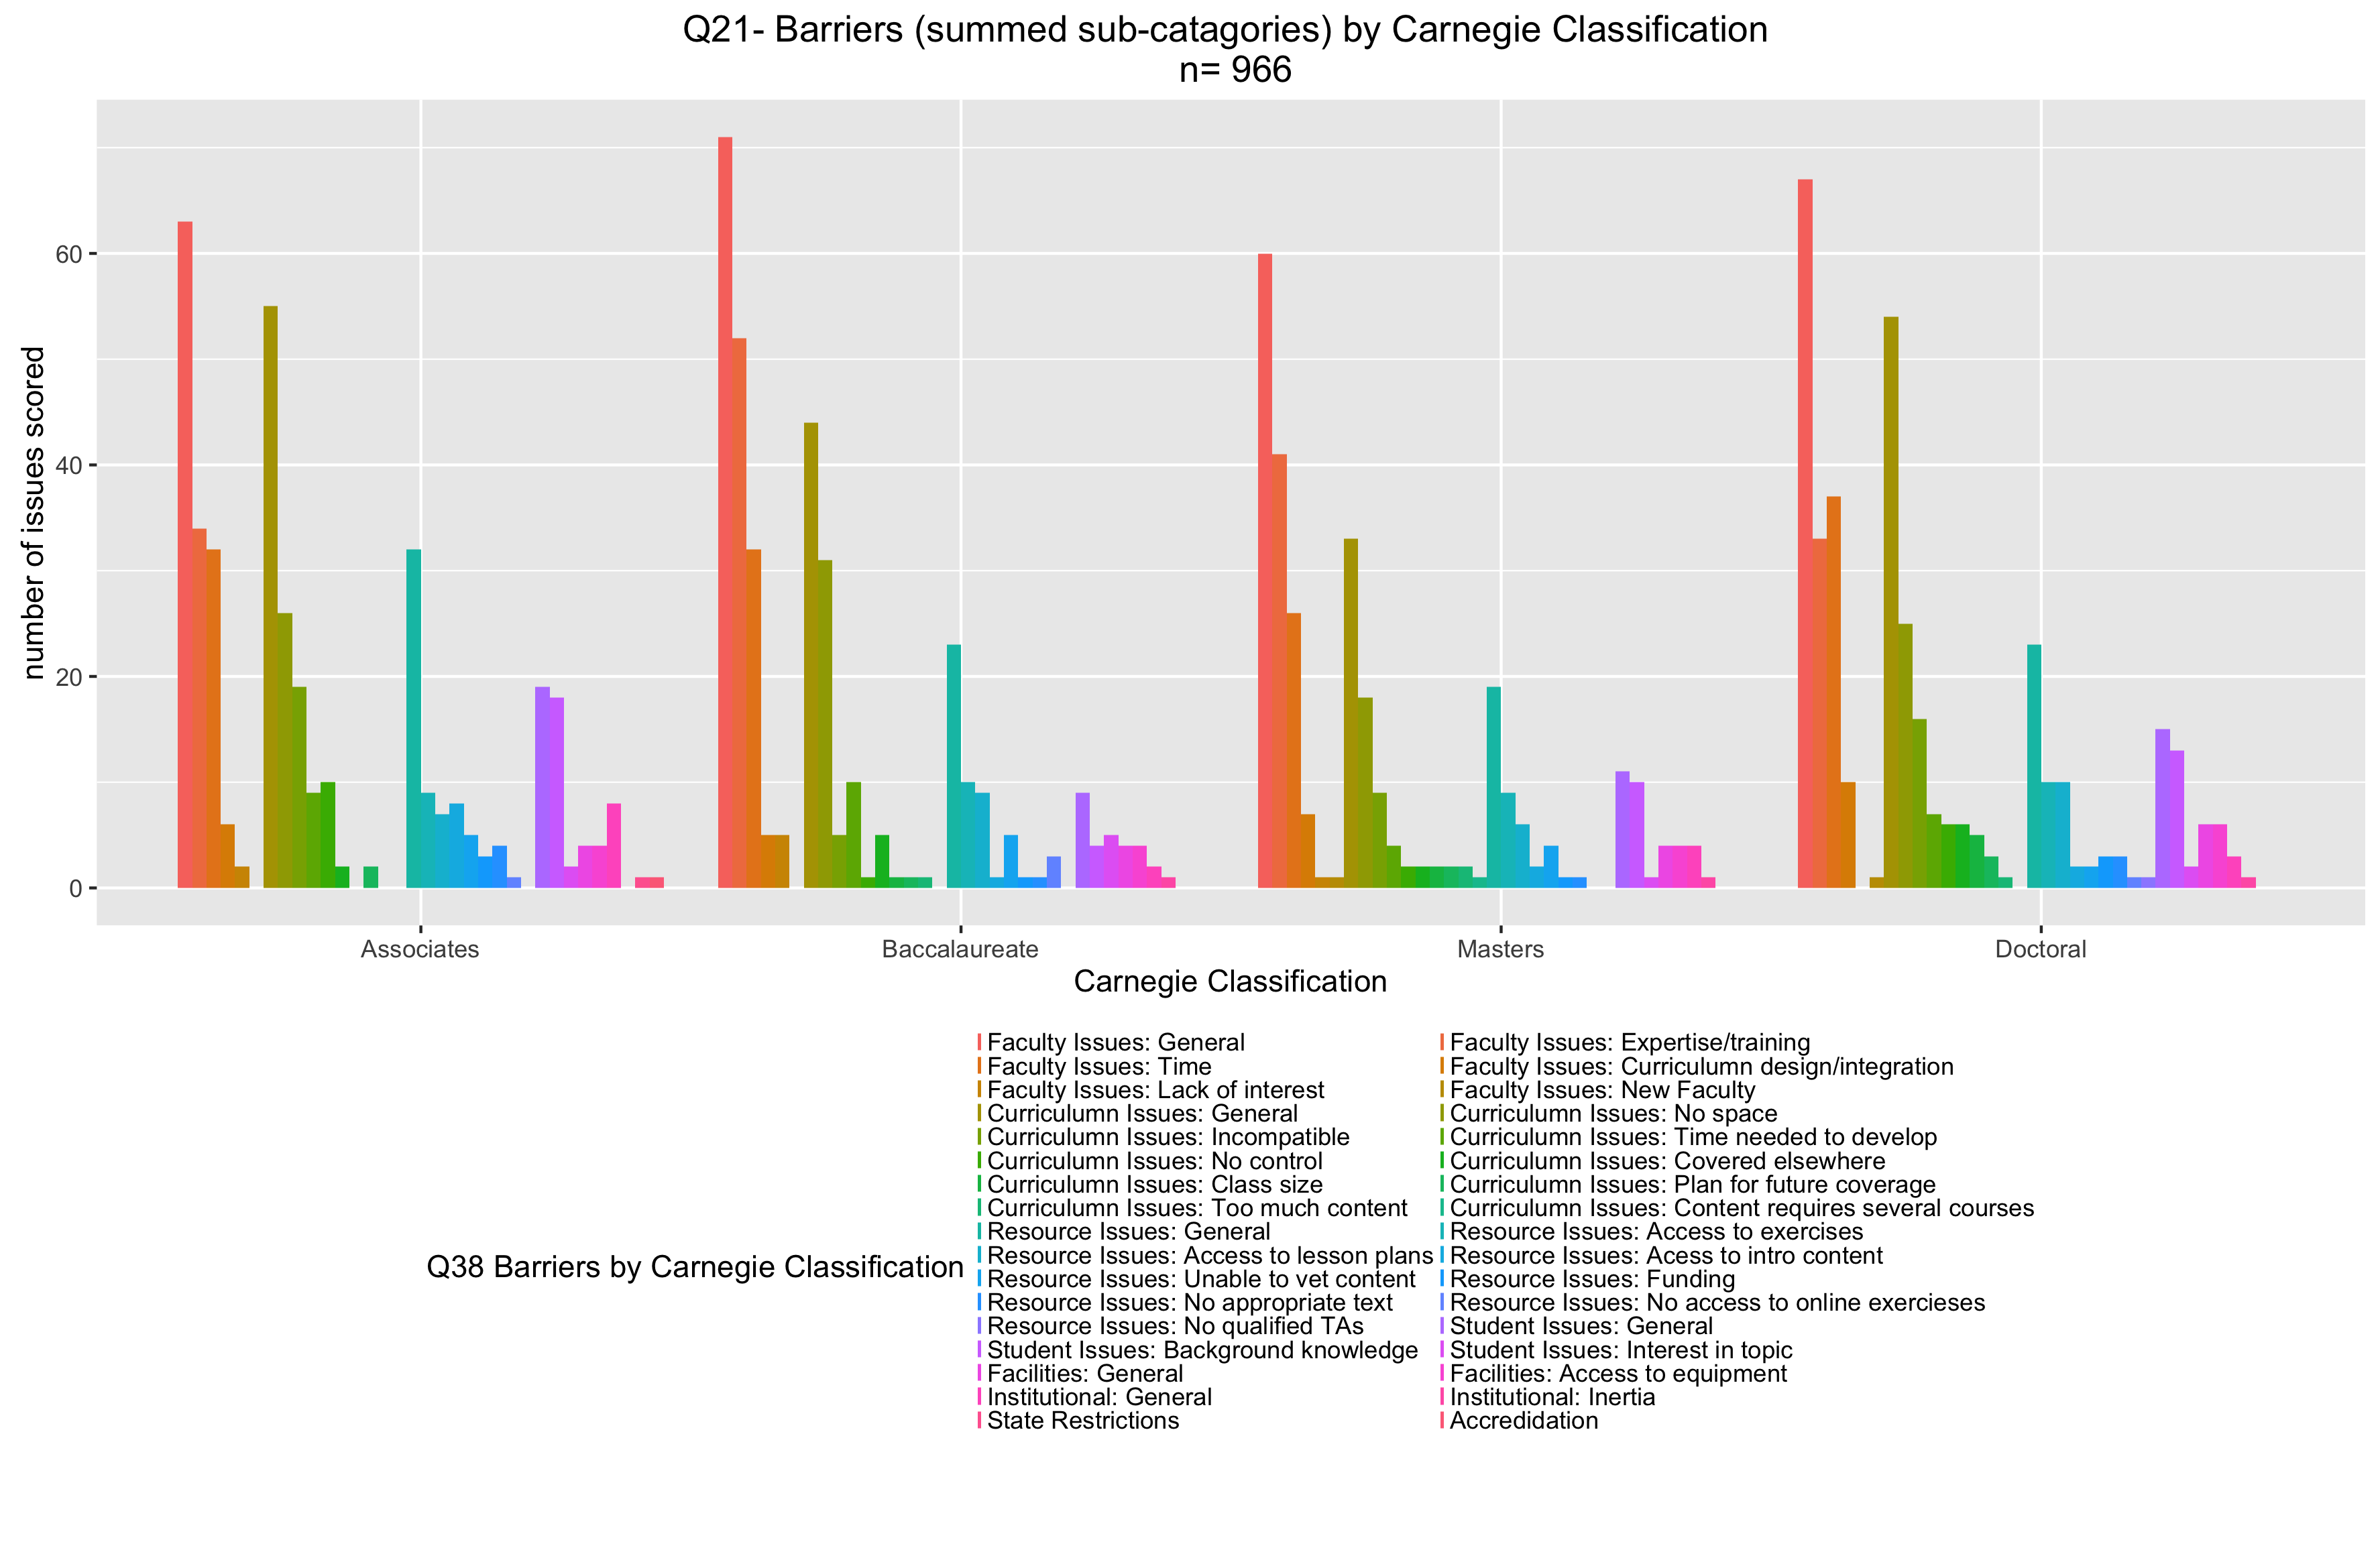 Q21- Barriers (summed sub-catagories) by Carnegie Classification
n= 966
number of issues scored
60
40
20
0
Associates
Baccalaureate
Masters
Doctoral
Carnegie Classification
Q38 Barriers by Carnegie Classification
Faculty Issues: General
Faculty Issues: Expertise/training
Faculty Issues: Time
Faculty Issues: Curriculumn design/integration
Faculty Issues: Lack of interest
Faculty Issues: New Faculty
Curriculumn Issues: General
Curriculumn Issues: No space
Curriculumn Issues: Incompatible
Curriculumn Issues: Time needed to develop
Curriculumn Issues: No control
Curriculumn Issues: Covered elsewhere
Curriculumn Issues: Class size
Curriculumn Issues: Plan for future coverage
Curriculumn Issues: Too much content
Curriculumn Issues: Content requires several courses
Resource Issues: General
Resource Issues: Access to exercises
Resource Issues: Access to lesson plans
Resource Issues: Acess to intro content
Resource Issues: Unable to vet content
Resource Issues: Funding
Resource Issues: No appropriate text
Resource Issues: No access to online exercieses
Resource Issues: No qualified TAs
Student Issues: General
Student Issues: Background knowledge
Student Issues: Interest in topic
Facilities: General
Facilities: Access to equipment
Institutional: General
Institutional: Inertia
State Restrictions
Accredidation